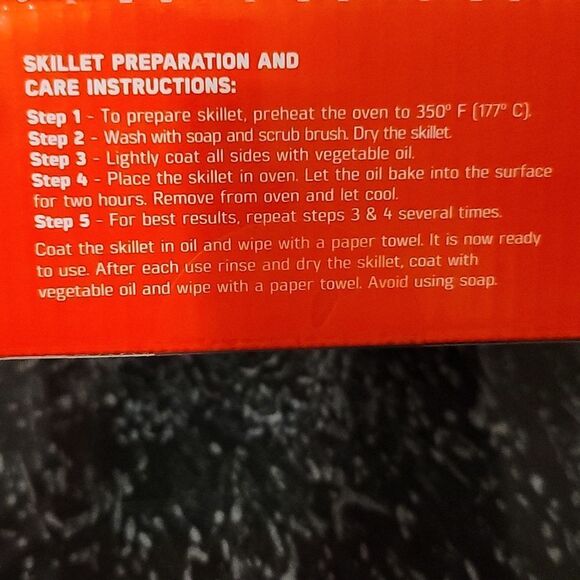 SKILLET PREPARATION AND
CARE INSTRUCTIONS:
Step 1 - To prepare skillet, preheat the oven to 350° F (177° C).
Step 2 - Wash with soap and scrub brush. Dry the skillet.
Step 3 - Lightly coat all sides with vegetable oil.
Step 4 - Place the skillet in oven. Let the oil bake into the surface
for two hours. Remove from oven and let cool.
Step 5 - For best results, repeat steps 3 & 4 several times.
Coat the skillet in oil and wipe with a paper towel. It is now ready
to use. After each use rinse and dry the skillet, coat with
vegetable oil and wipe with a paper towel. Avoid using soap.